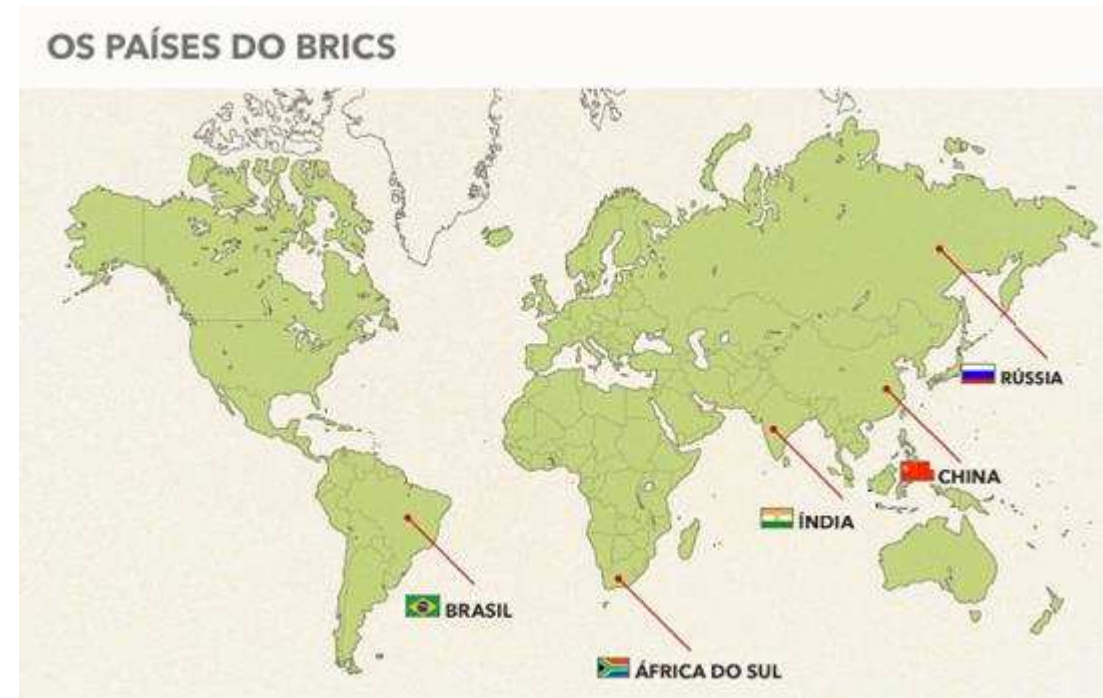 OS PAÍSES DO BRICS
RÚSSIA
CHINA
ÍNDIA
BRASIL
ÁFRICA DO SUL